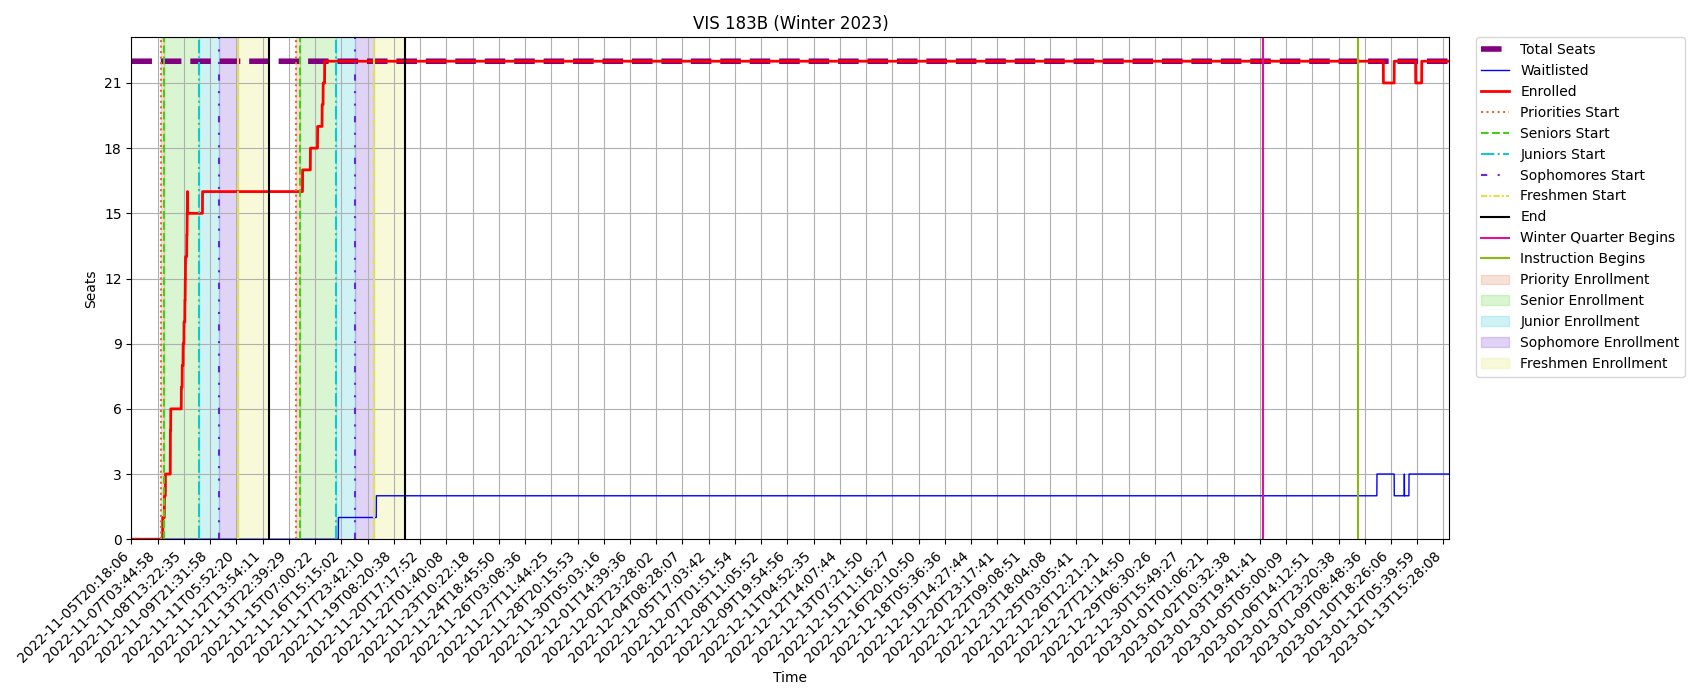 VIS 183B (Winter 2023)
Seats
21
18
15
12
9
6
3
0
2022-11-05T20:18:06
2022-11-07T03:44:58
2022-11-08T13:22:35
2022-11-09T21:31:58
2022-11-11T05:52:20
2022-11-12T13:54:11
2022-11-13T22:39:29
2022-11-15T07:00:22
2022-11-16T15:15:02
2022-11-17T23:42:10
2022-11-19T08:20:38
2022-11-20T17:17:52
2022-11-22T01:40:08
2022-11-23T10:22:18
2022-11-24T18:45:50
2022-11-26T03:08:36
2022-11-27T11:44:25
2022-11-28T20:15:53
2022-11-30T05:03:16
2022-12-01T14:39:36
2022-12-02T23:28:02
2022-12-04T08:28:07
2022-12-05T17:03:42
2022-12-07T01:51:54
2022-12-08T11:05:52
2022-12-09T19:54:56
2022-12-11T04:52:35
2022-12-12T14:07:44
2022-12-13T17:21:50
2022-12-15T11:16:27
2022-12-16T20:10:50
2022-12-18T05:36:36
2022-12-19T14:27:44
2022-12-20T23:17:41
2022-12-22T09:08:51
2022-12-23T18:04:08
2022-12-25T03:05:41
2022-12-26T12:21:21
2022-12-27T21:14:50
2022-12-29T06:30:26
2022-12-30T15:49:27
2023-01-01T01:06:21
2023-01-02T10:32:38
2023-01-03T19:41:41
2023-01-05T05:00:09
2023-01-06T14:12:51
2023-01-07T23:20:38
2023-01-09T08:48:36
2023-01-10T18:26:06
2023-01-12T05:39:59
2023-01-13T15:28:08
Time
Total Seats
Waitlisted
Enrolled
Priorities Start
Seniors Start
Juniors Start
Sophomores Start
Freshmen Start
End
Winter Quarter Begins
Instruction Begins
Priority Enrollment
Senior Enrollment
Junior Enrollment
Sophomore Enrollment
Freshmen Enrollment